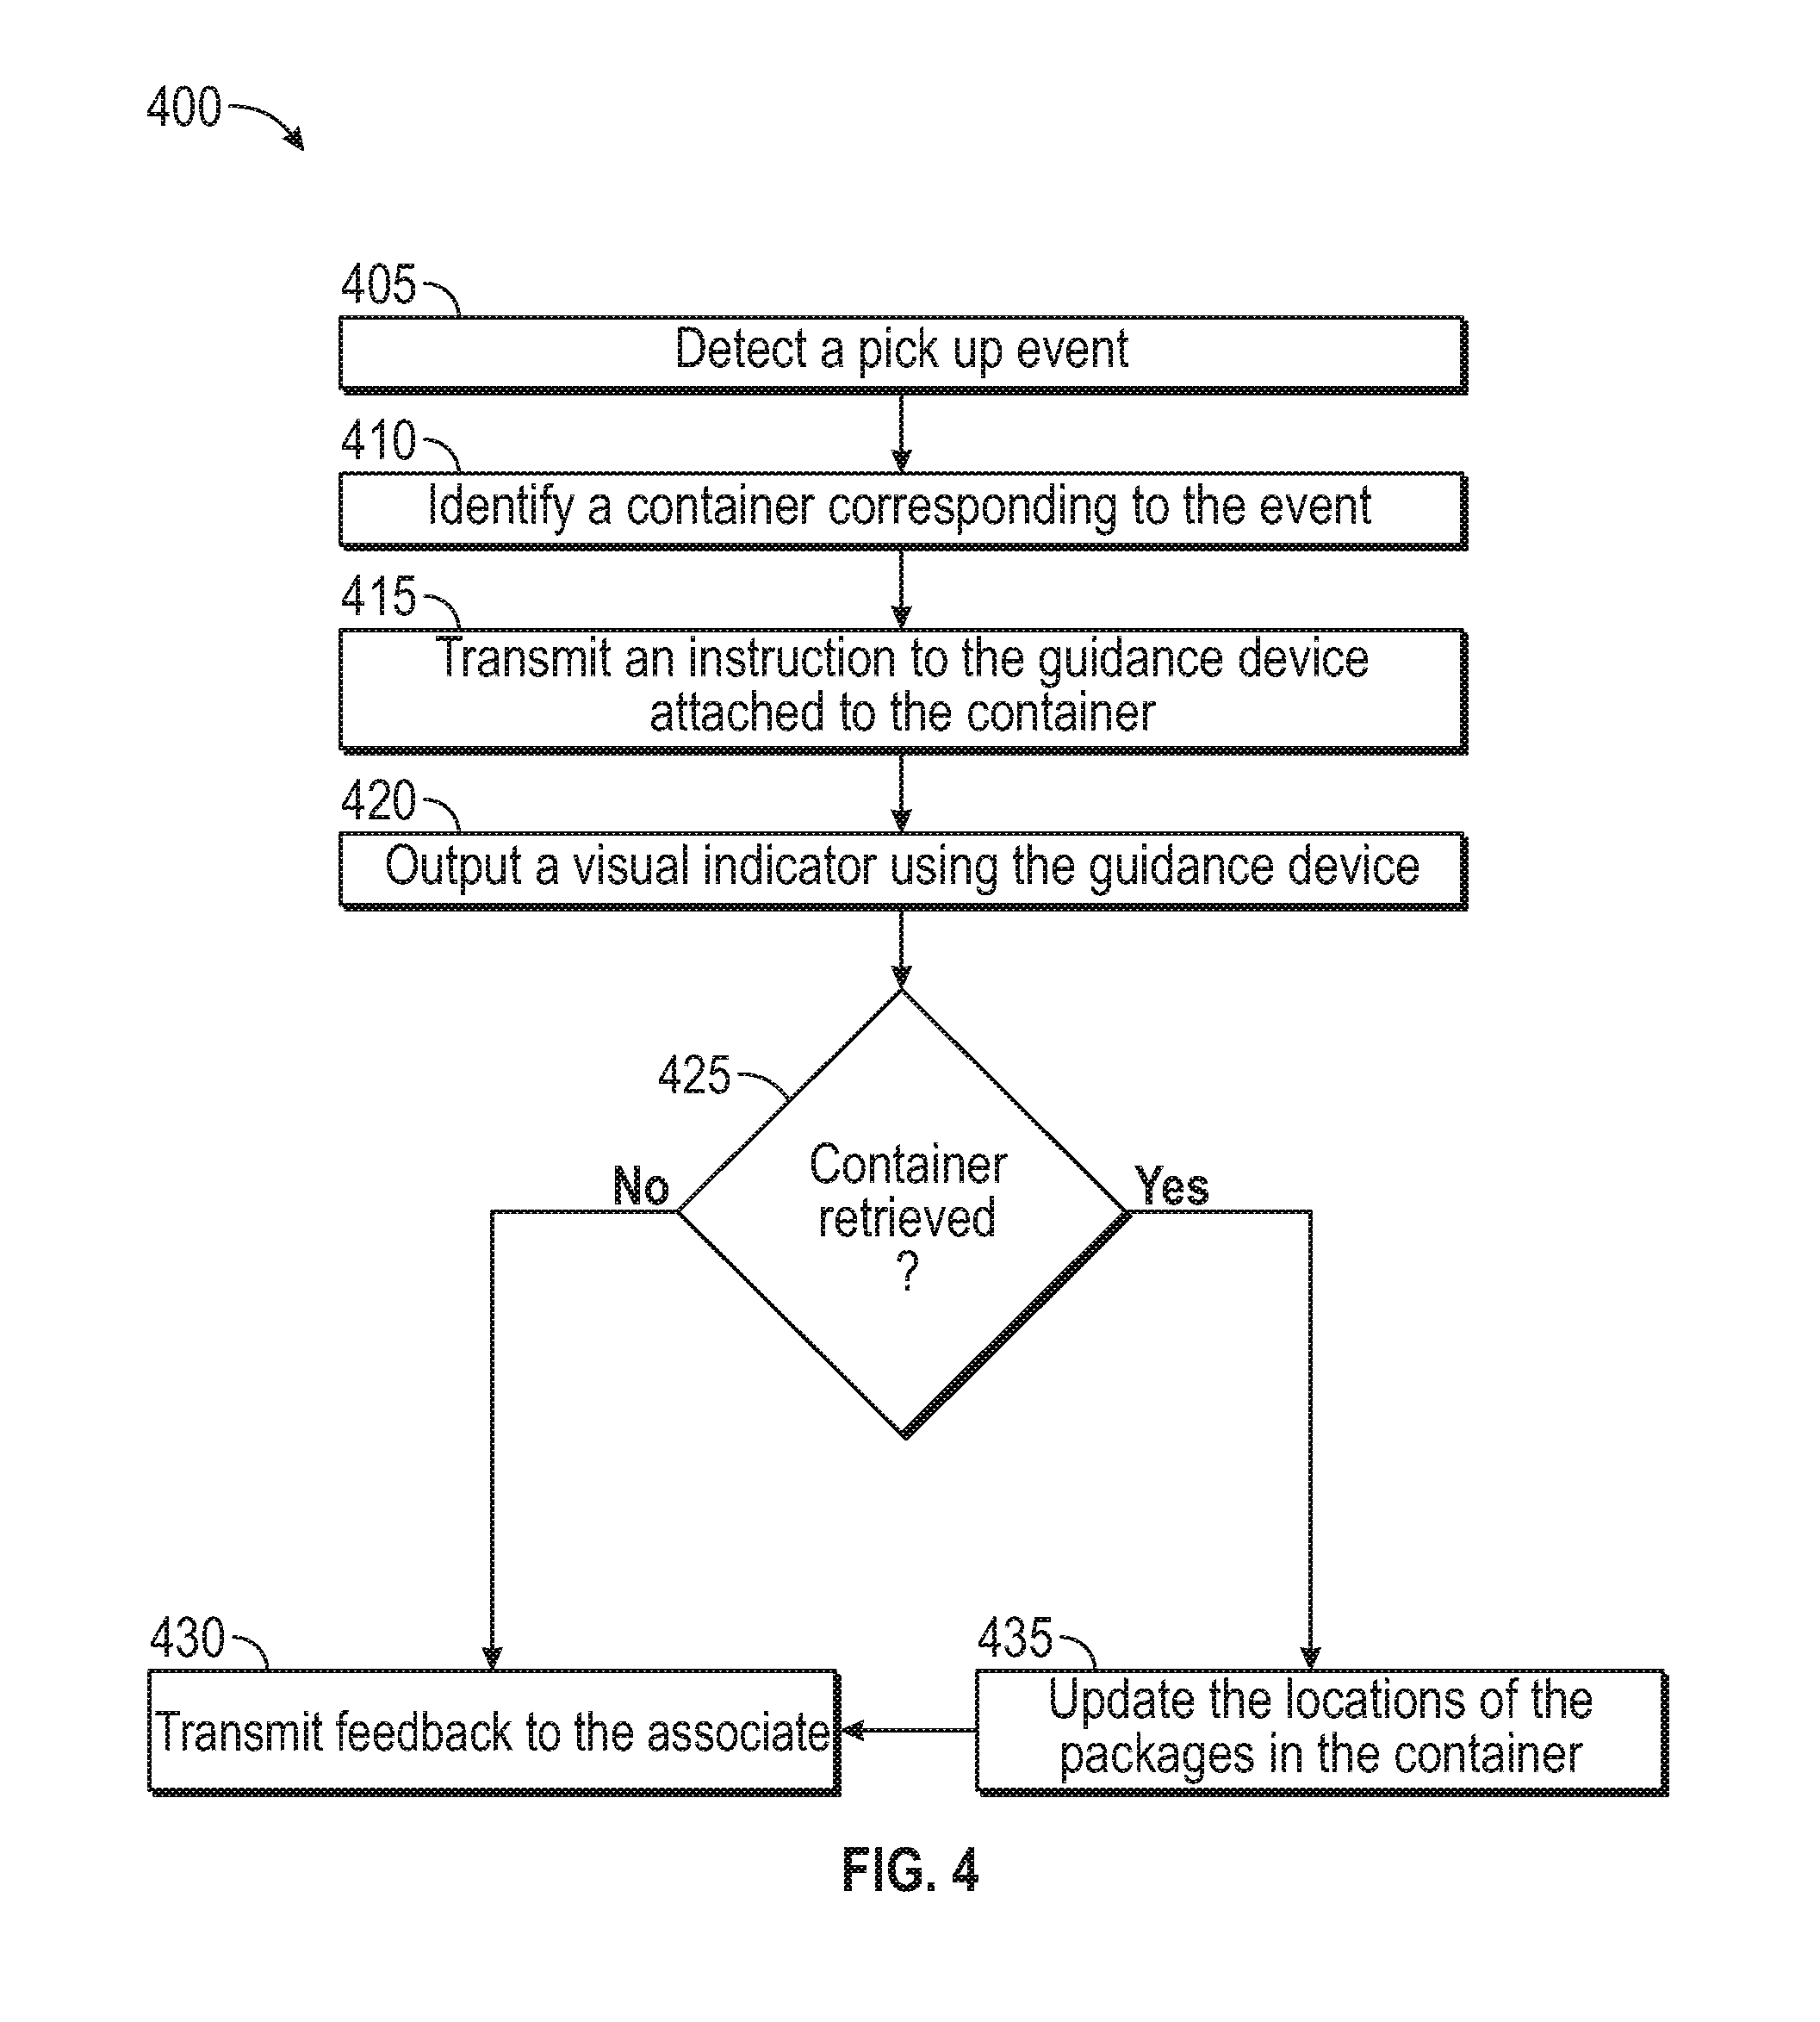 400
405
Detect a pick up event
410
Identify a container corresponding to the event
415
Transmit an instruction to the guidance device
attached to the container
420
Output a visual indicator using the guidance device
425
Container
retrieved
?
No
Yes
430
Transmit feedback to the associate
435
Update the locations of the
packages in the container
FIG. 4